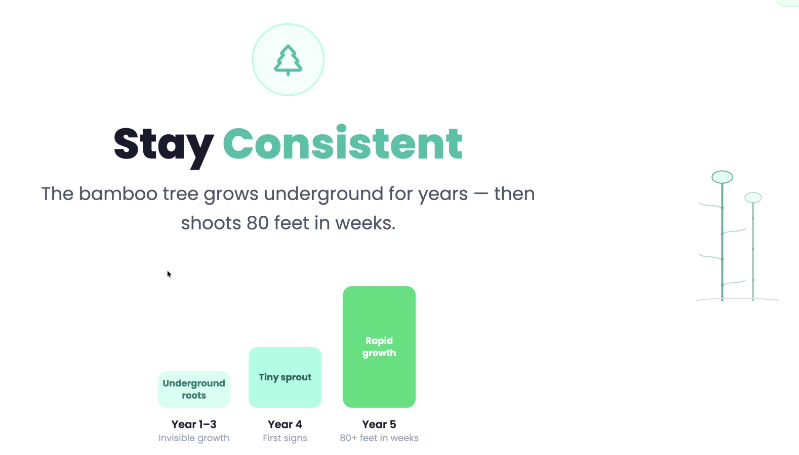 Stay Consistent
The bamboo tree grows underground for years — then
shoots 80 feet in weeks.
Rapid
growth
Tiny sprout
Underground
roots
Year 1–3
Invisible growth
Year 4
First signs
Year 5
80+ feet in weeks